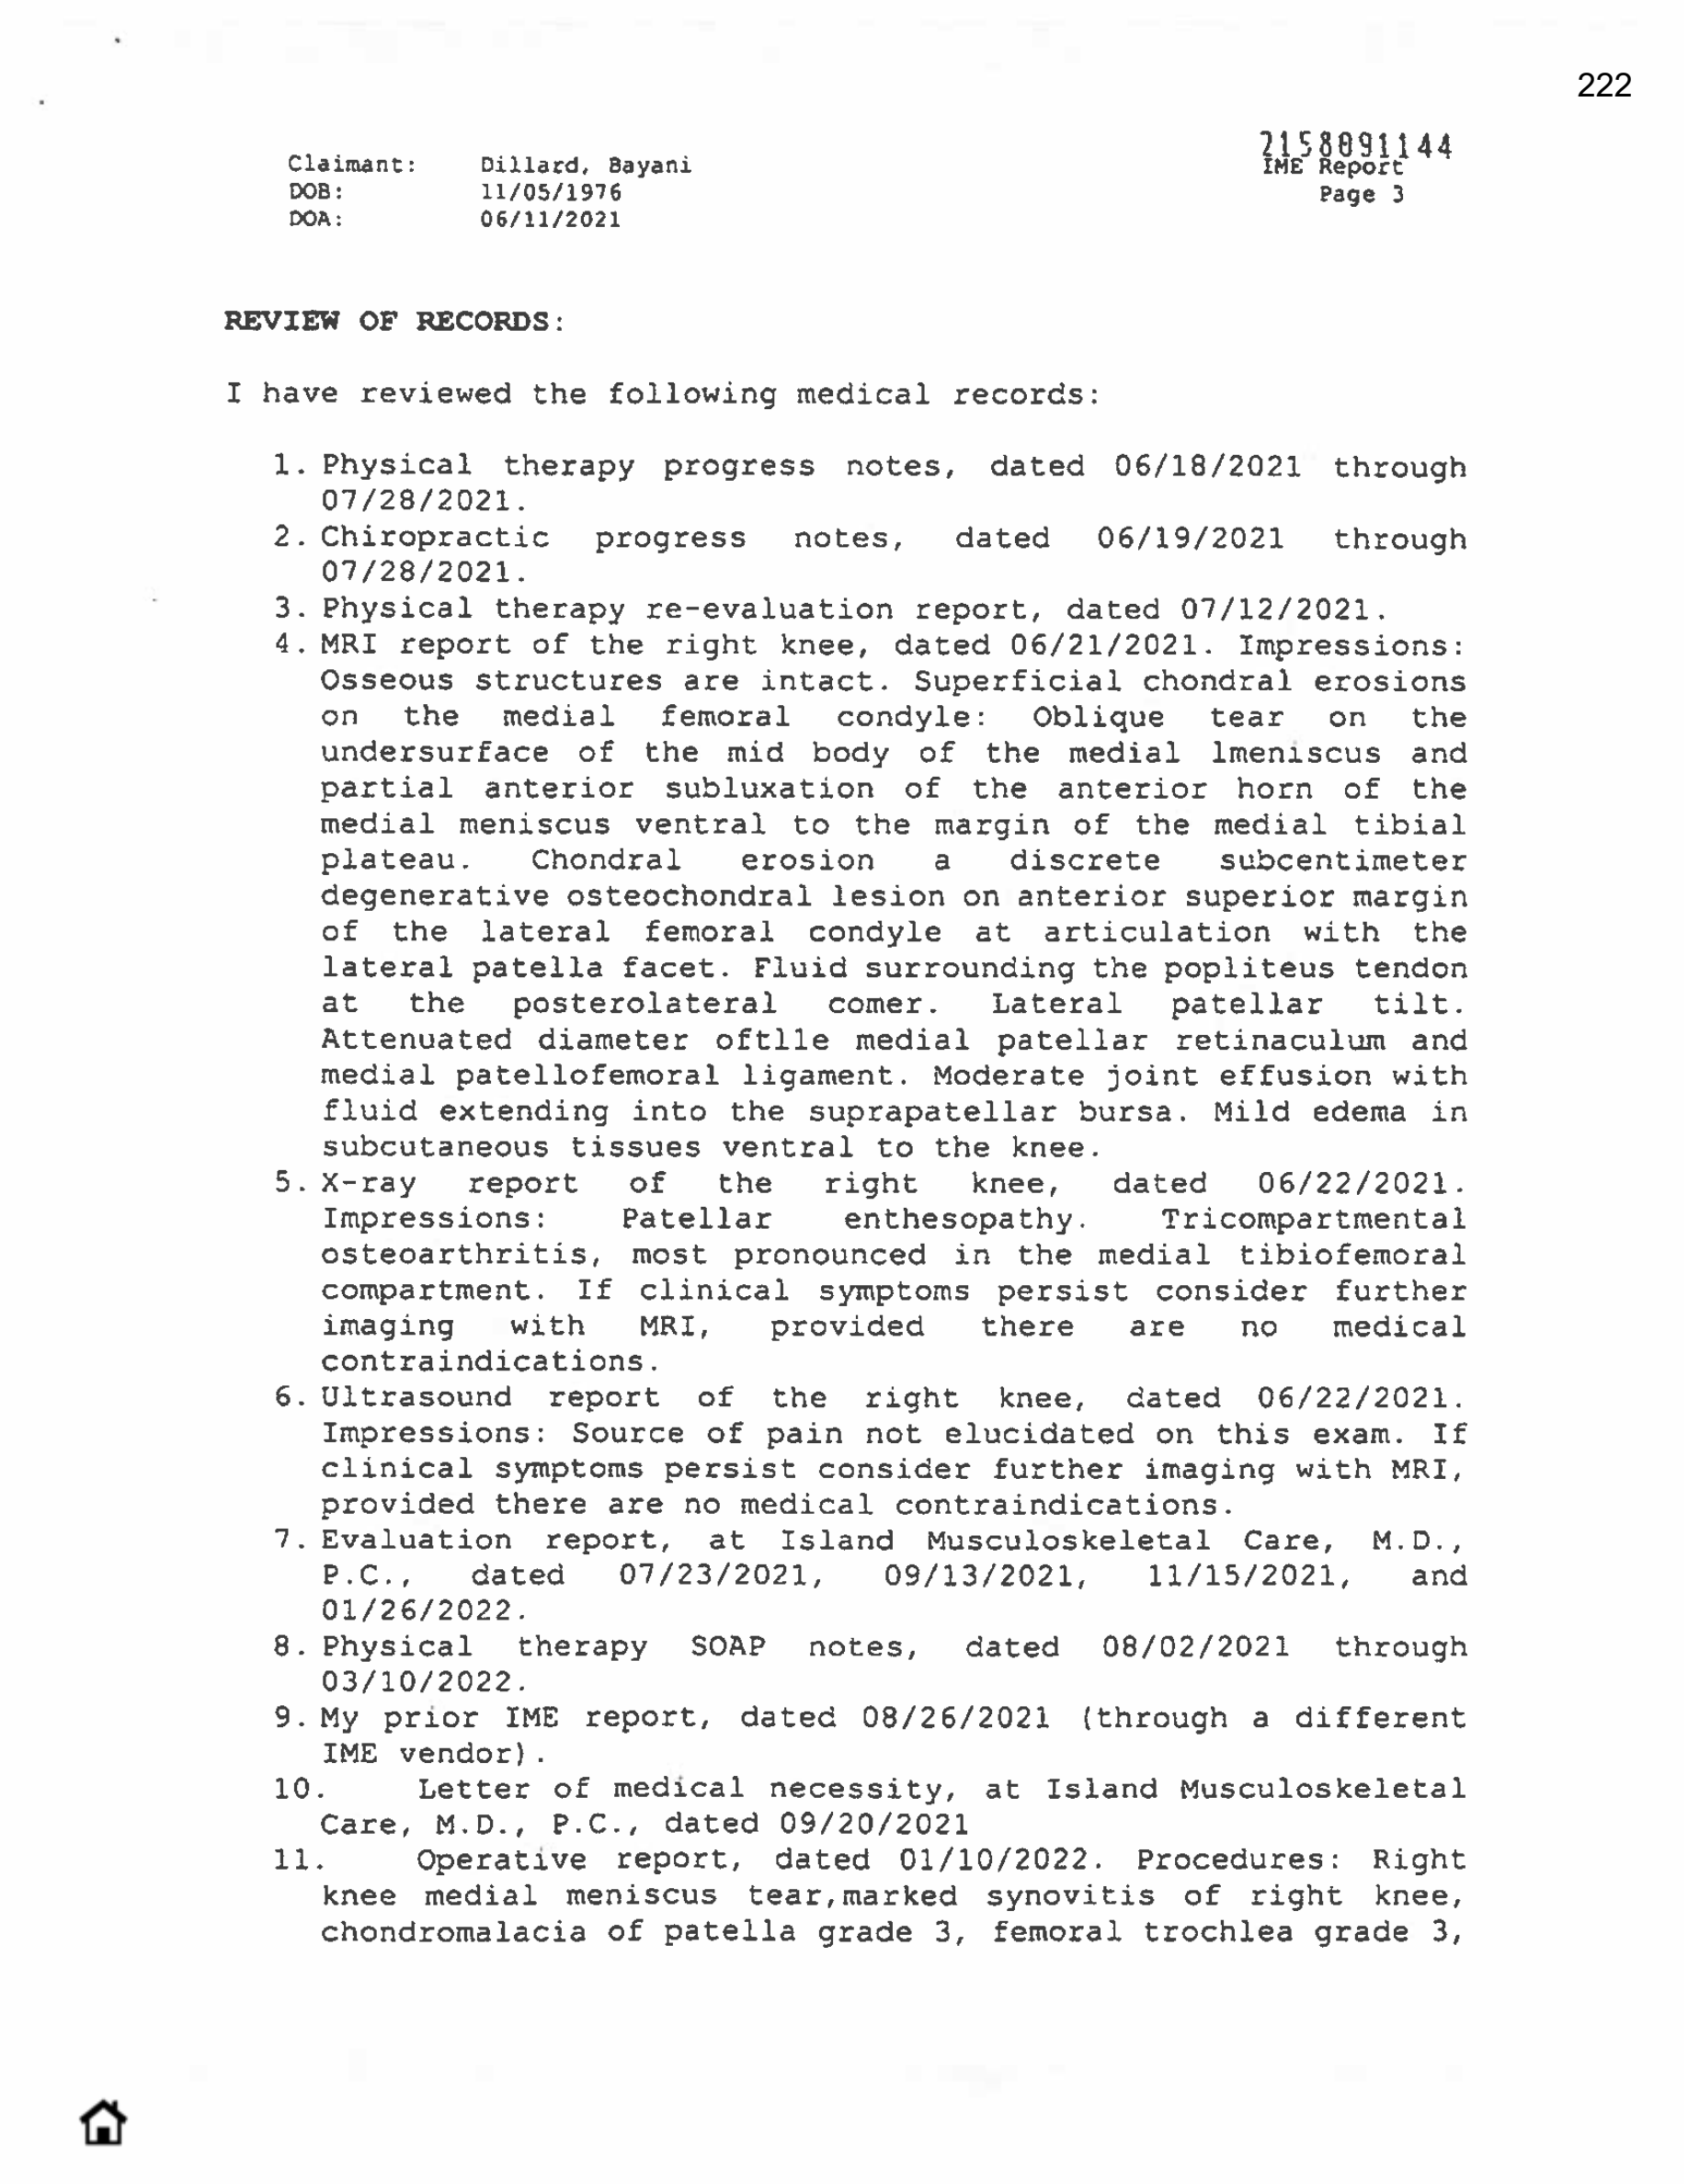 222
7158091144
Claimant: Dillard, Bayani
IME Report
DOB: 11/05/1976
Page 3
DOA: 06/11/2021
REVIEW OF RECORDS:
I have reviewed the following medical records:
1. Physical therapy progress notes, dated 06/18/2021 through
07/28/2021.
2. Chiropractic progress notes, dated 06/19/2021 through
07/28/2021.
3. Physical therapy re-evaluation report, dated 07/12/2021.
4. MRI report of the right knee, dated 06/21/2021. Impressions:
Osseous structures are intact. Superficial chondral erosions
on the medial femoral condyle: Oblique tear on the
undersurface of the mid body of the medial lmeniscus and
partial anterior subluxation of the anterior horn of the
medial meniscus ventral to the margin of the medial tibial
plateau. Chondral erosion a discrete subcentimeter
degenerative osteochondral lesion on anterior superior margin
of the lateral femoral condyle at articulation with the
lateral patella facet. Fluid surrounding the popliteus tendon
at the posterolateral comer. Lateral patellar tilt.
Attenuated diameter oftlle medial patellar retinaculum and
medial patellofemoral ligament. Moderate joint effusion with
fluid extending into the suprapatellar bursa. Mild edema in
subcutaneous tissues ventral to the knee.
5. X-ray report of the right knee, dated 06/22/2021.
Impressions: Patellar enthesopathy. Tricompartmental
osteoarthritis, most pronounced in the medial tibiofemoral
compartment. If clinical symptoms persist consider further
imaging with MRI, provided there are no medical
contraindications.
6. Ultrasound report of the right knee, dated 06/22/2021.
Impressions: Source of pain not elucidated on this exam. If
clinical symptoms persist consider further imaging with MRI,
provided there are no medical contraindications.
7. Evaluation report, at Island Musculoskeletal Care, M.D.,
P.C., dated 07/23/2021, 09/13/2021, 11/15/2021, and
01/26/2022.
8. Physical therapy SOAP notes, dated 08/02/2021 through
03/10/2022.
9. My prior IME report, dated 08/26/2021 (through a different
IME vendor).
10. Letter of medical necessity, at Island Musculoskeletal
Care, M.D., P.C., dated 09/20/2021
11. Operative report, dated 01/10/2022. Procedures: Right
knee medial meniscus tear,marked synovitis of right knee,
chondromalacia of patella grade 3, femoral trochlea grade 3,